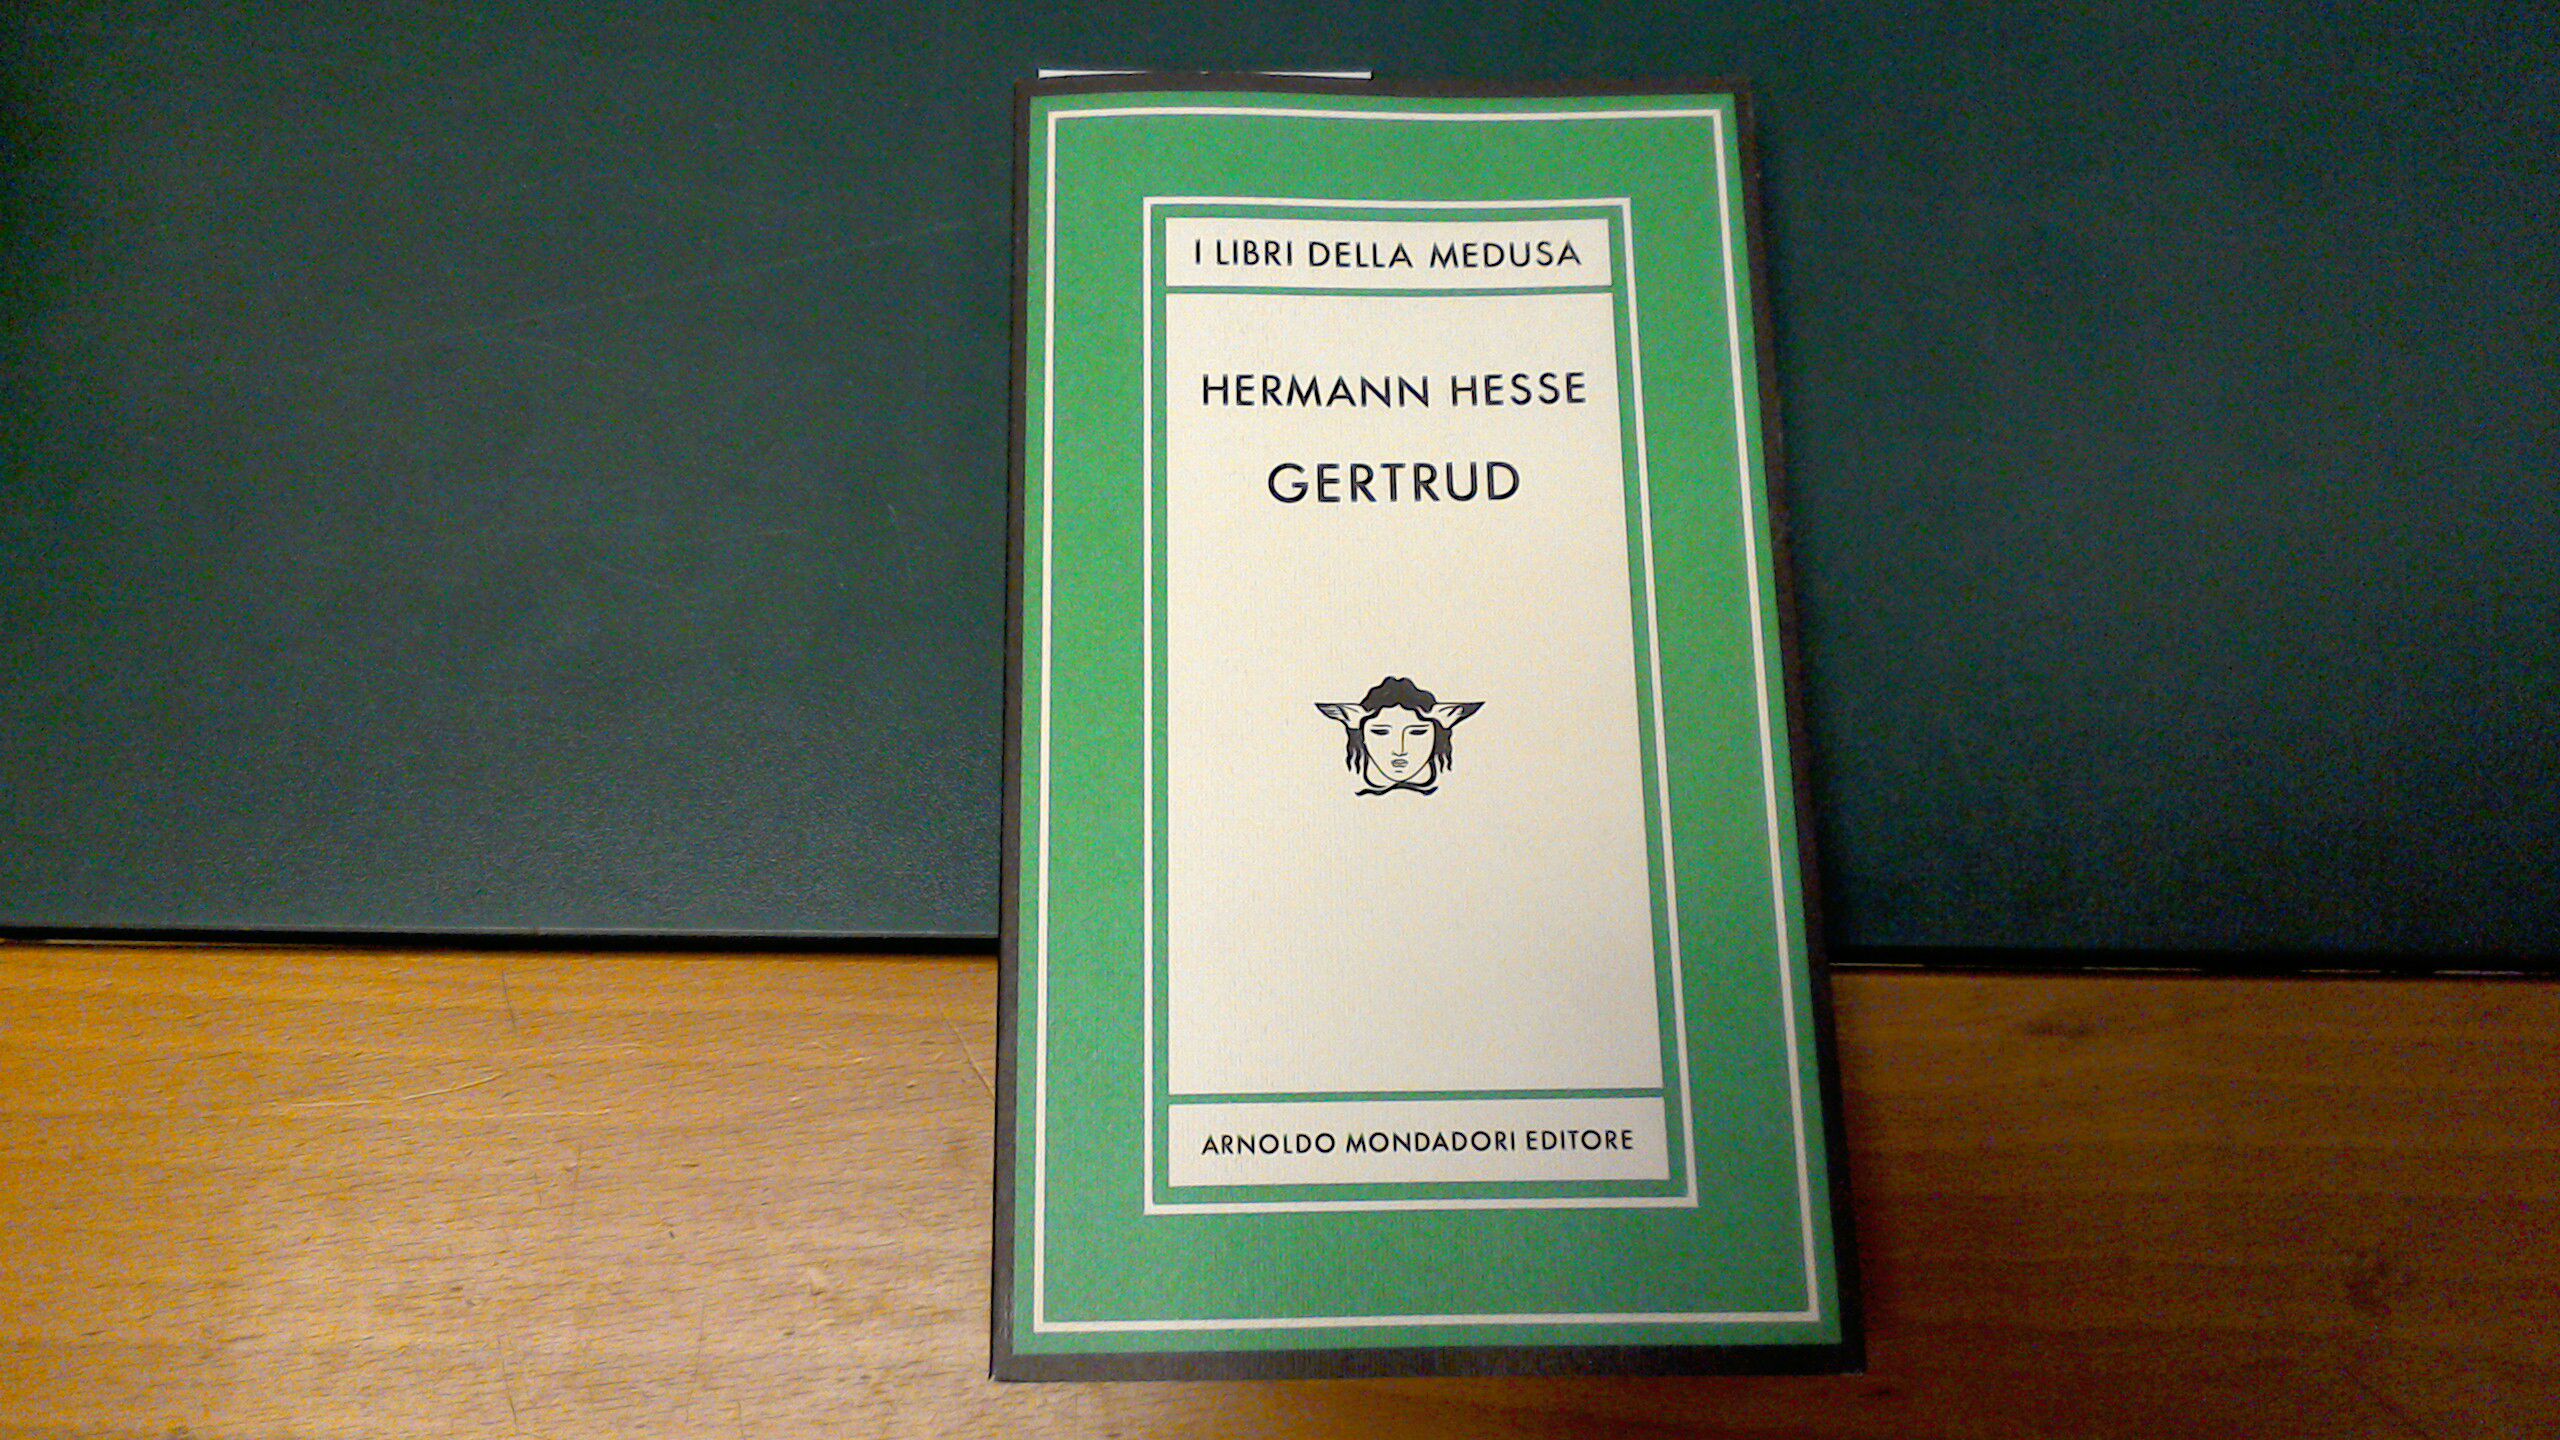 I LIBRI DELLA MEDUSA
HERMANN HESSE
GERTRUD
ARNOLDO MONDADORI EDITORE